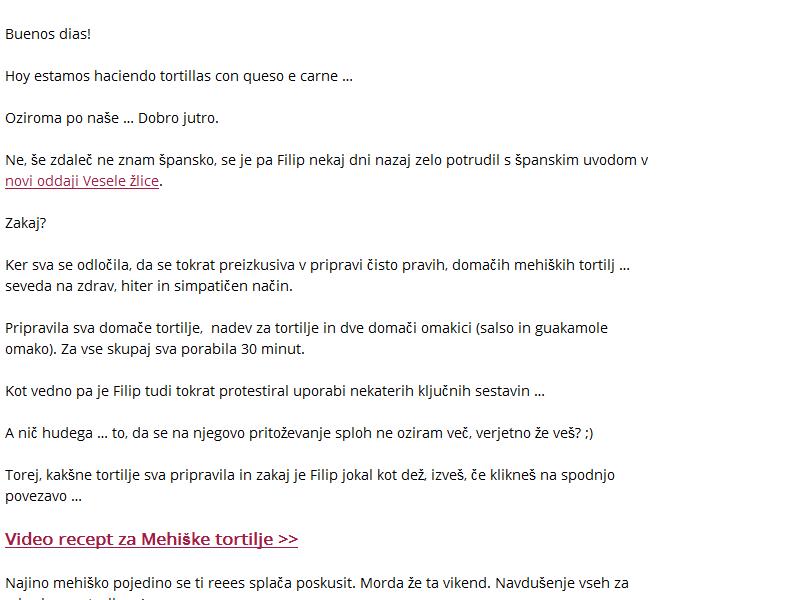 Buenos dias!
Hoy estamos haciendo tortillas con queso e carne ...
Oziroma po naše ... Dobro jutro.
Ne, še zdaleč ne znam špansko, se je pa Filip nekaj dni nazaj zelo potrudil s španskim uvodom v
novi oddaji Vesele žlice.
Zakaj?
Ker sva se odločila, da se tokrat preizkusiva v pripravi čisto pravih, domačih mehiških tortilj ...
seveda na zdrav, hiter in simpatičen način.
Pripravila sva domače tortilje,  nadev za tortilje in dve domači omakici (salso in guakamole
omako). Za vse skupaj sva porabila 30 minut.
Kot vedno pa je Filip tudi tokrat protestiral uporabi nekaterih ključnih sestavin ...
A nič hudega ... to, da se na njegovo pritoževanje sploh ne oziram več, verjetno že veš? ;)
Torej, kakšne tortilje sva pripravila in zakaj je Filip jokal kot dež, izveš, če klikneš na spodnjo
povezavo ...
Video recept za Mehiške tortilje >>
Najino mehiško pojedino se ti reees splača poskusit. Morda že ta vikend. Navdušenje vseh za